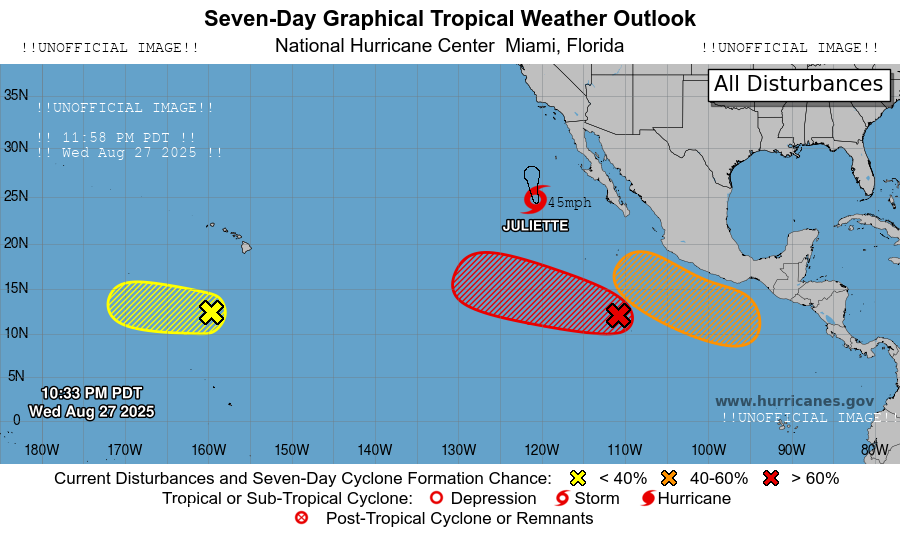 Seven-Day Graphical Tropical Weather Outlook
!!UNOFFICIAL IMAGE!! National Hurricane Center Miami, Florida !!UNOFFICIAL IMAGE!!
All Disturbances
35N
!!UNOFFICIAL IMAGE!!
!! 11:58 PM PDT !!
30N
!! Wed Aug 27 2025 !!
25N
45mph
JULIETTE
20N
15N
10N
5N
10:33 PM PDT
Wed Aug 27 2025
www.hurricanes.gov
!!UNOFFICIAL IMAGE!!
0
180W 170W 160W 150W 140W 130W 120W 110W 100W 90W 80W
Current Disturbances and Seven-Day Cyclone Formation Chance: < 40% 40-60% > 60%
Tropical or Sub-Tropical Cyclone: Depression Storm Hurricane
Post-Tropical Cyclone or Remnants